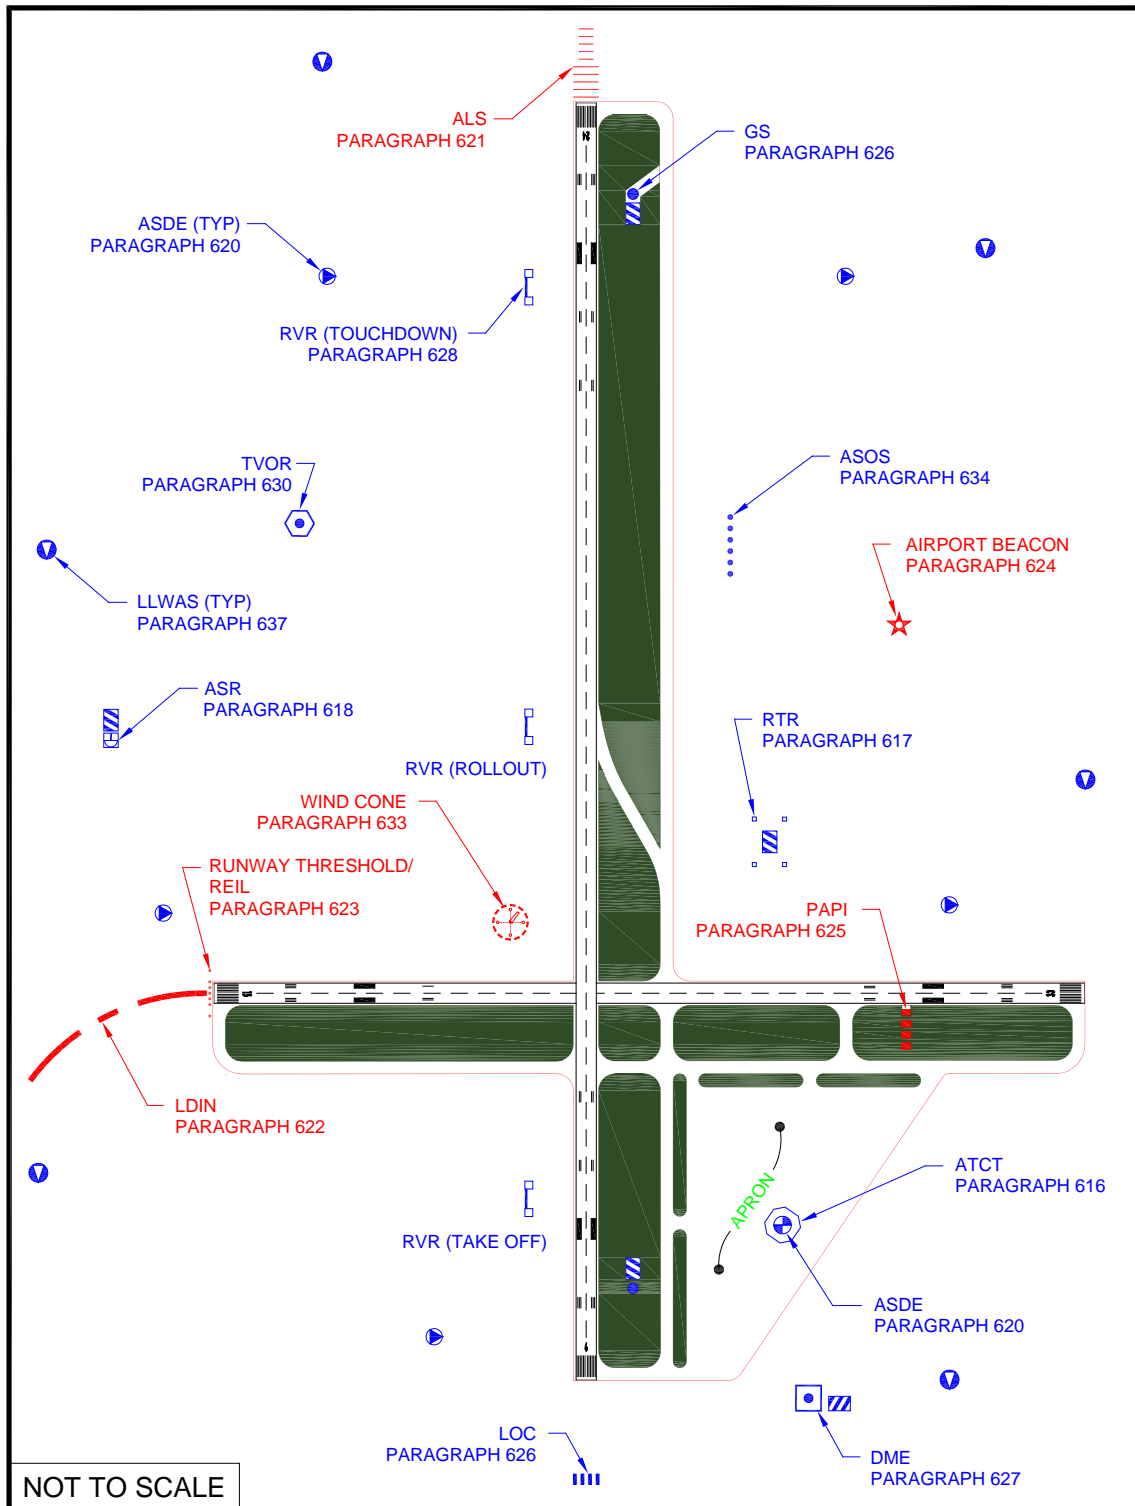 ALS
PARAGRAPH 621
GS
PARAGRAPH 626
ASDE (TYP)
PARAGRAPH 620
RVR (TOUCHDOWN)
PARAGRAPH 628
TVOR
PARAGRAPH 630
ASOS
PARAGRAPH 634
AIRPORT BEACON
PARAGRAPH 624
LLWAS (TYP)
PARAGRAPH 637
ASR
PARAGRAPH 618
RTR
PARAGRAPH 617
RVR (ROLLOUT)
WIND CONE
PARAGRAPH 633
RUNWAY THRESHOLD/
REIL
PARAGRAPH 623
PAPI
PARAGRAPH 625
LDIN
PARAGRAPH 622
ATCT
PARAGRAPH 616
APRON
RVR (TAKE OFF)
ASDE
PARAGRAPH 620
LOC
PARAGRAPH 626
DME
PARAGRAPH 627
NOT TO SCALE